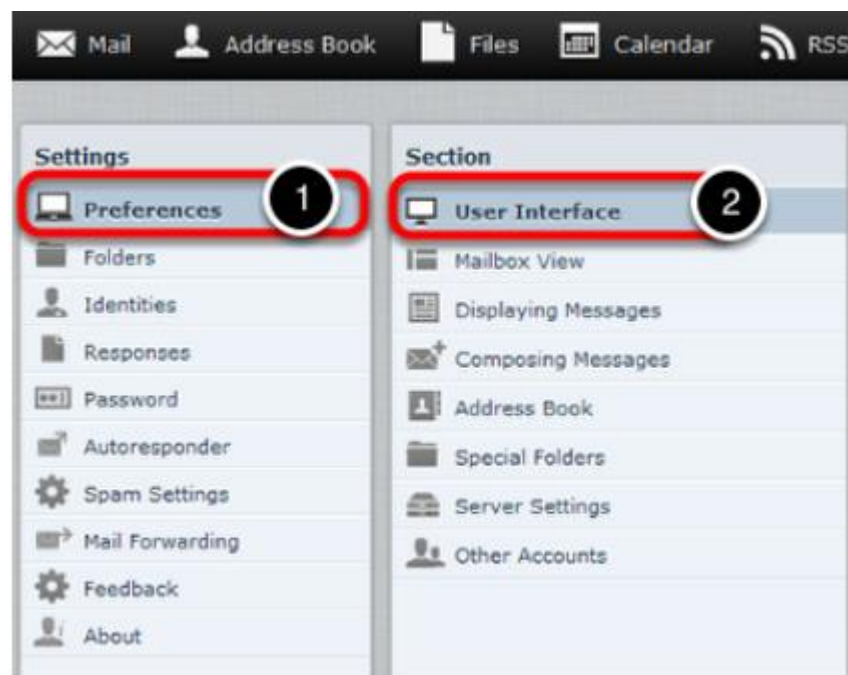 Mail Address Book Files Calendar RSS
Settings
Preferences 1
Folders
Identities
Responses
Password
Autoresponder
Spam Settings
Mail Forwarding
Feedback
About
Section
User Interface 2
Mailbox View
Displaying Messages
Composing Messages
Address Book
Special Folders
Server Settings
Other Accounts